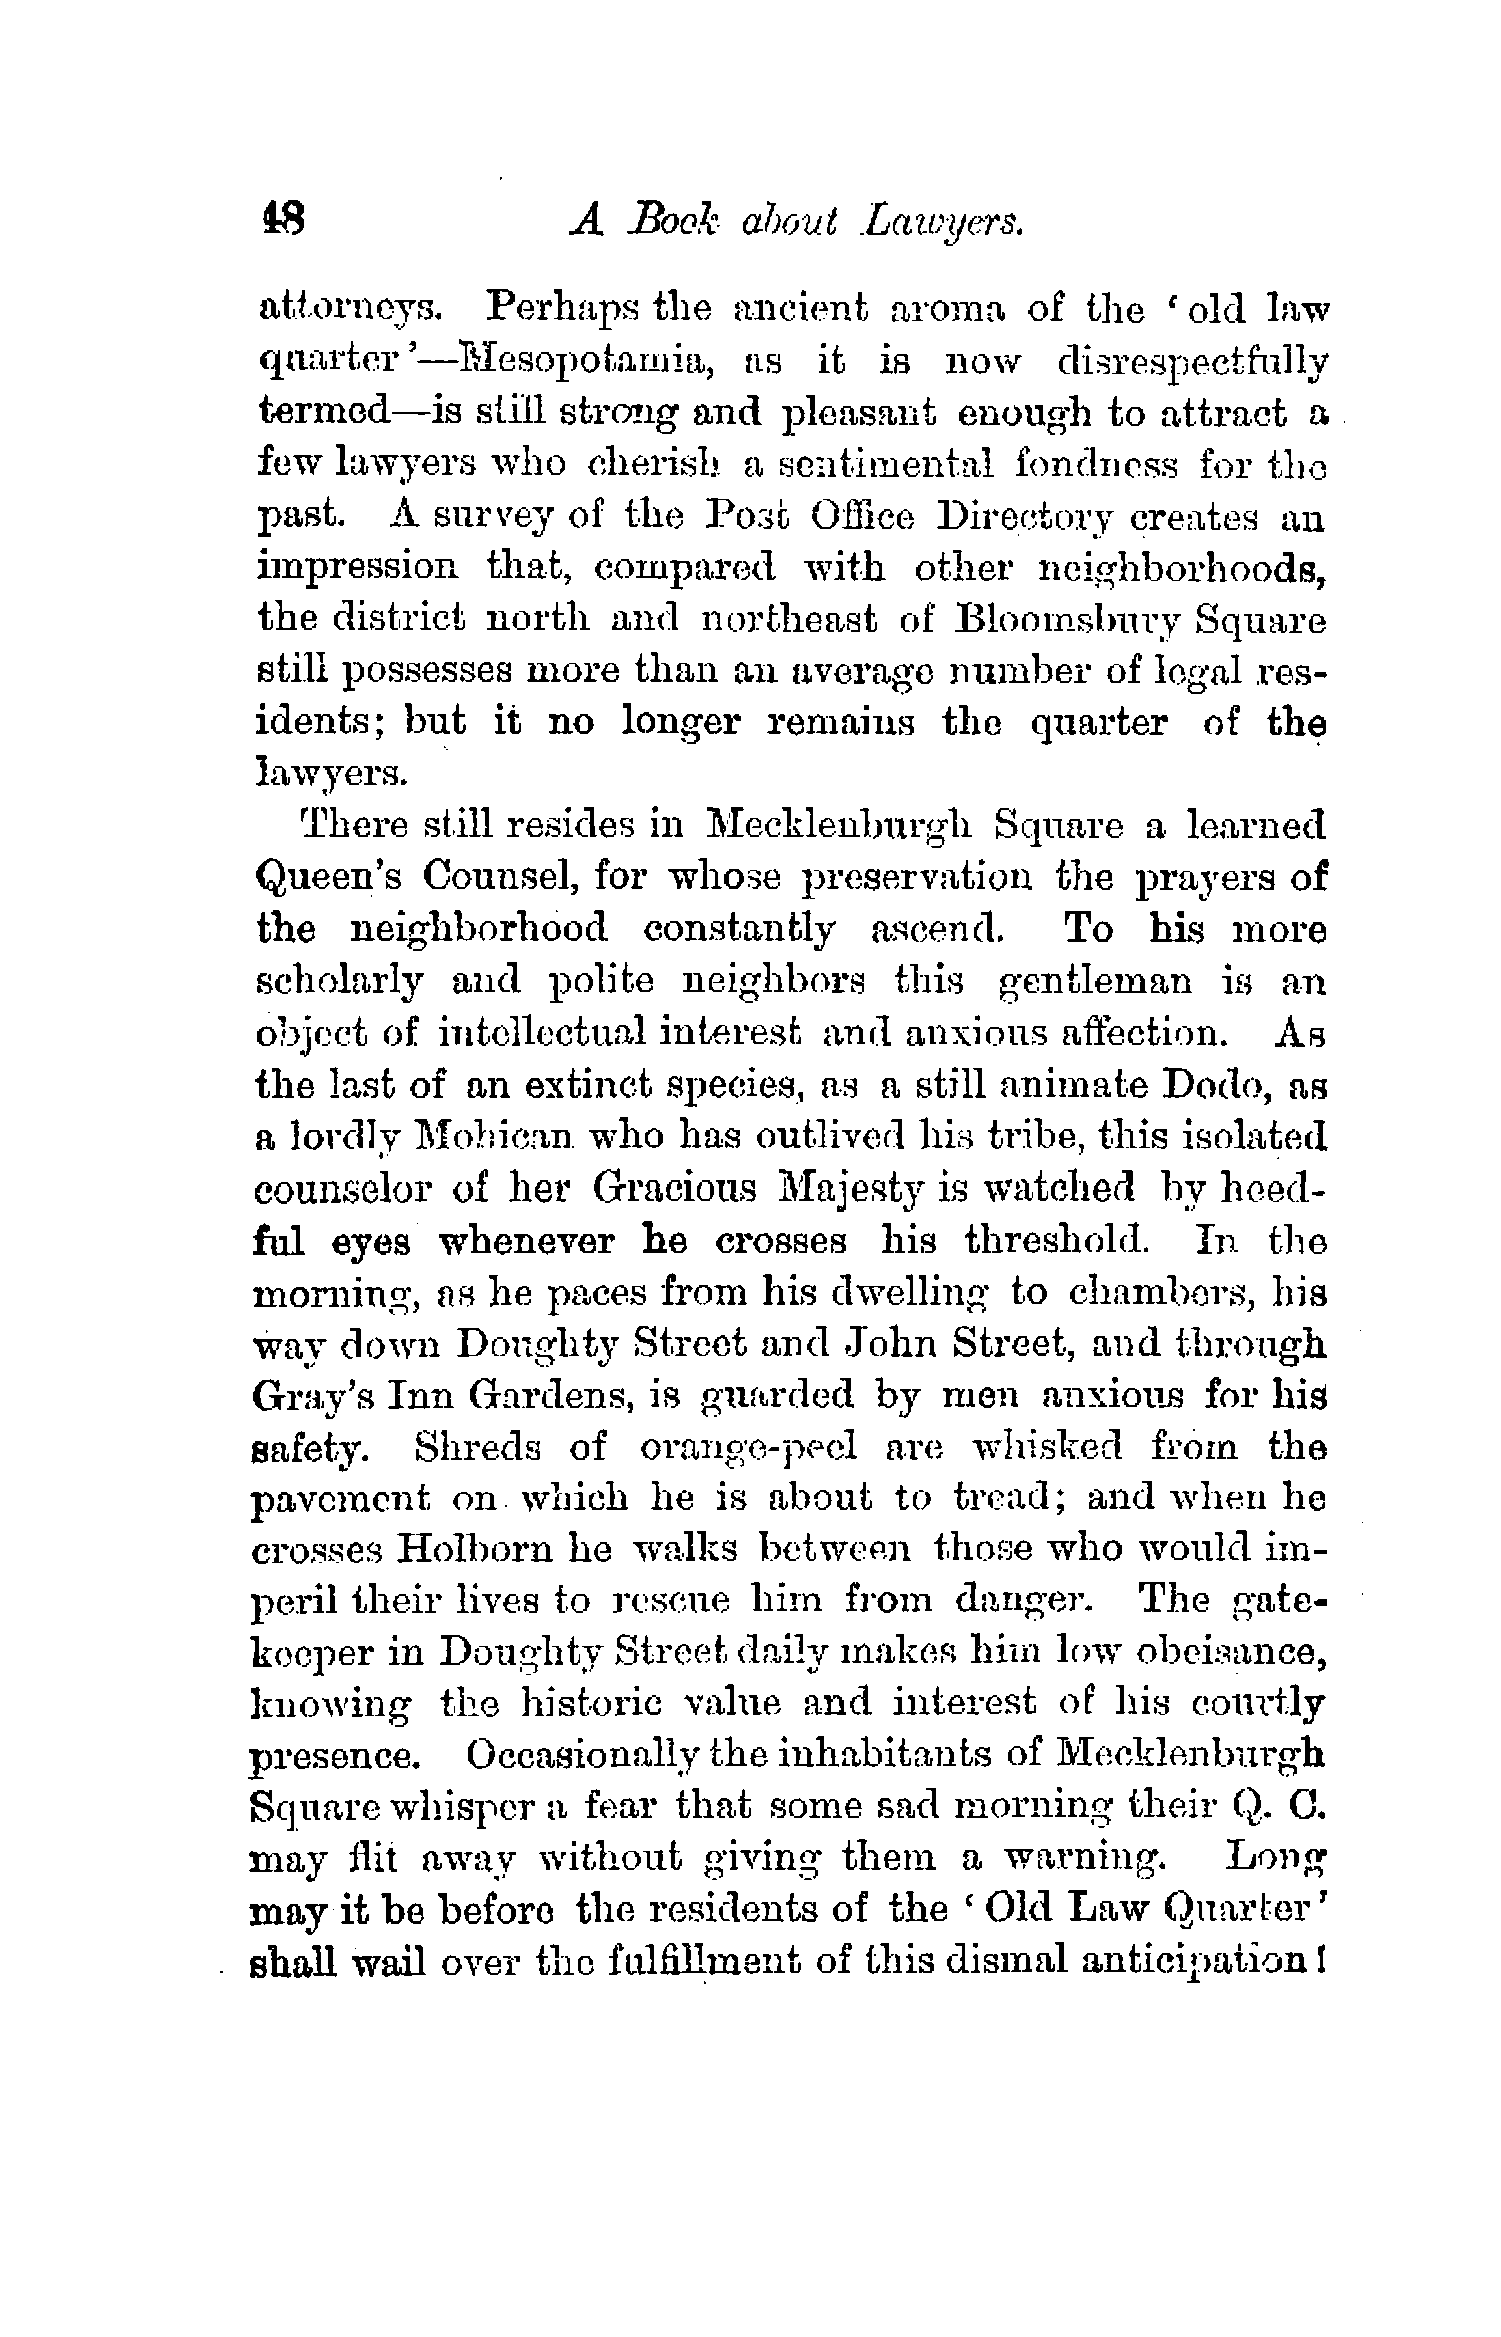 48 A Book about Lawyers.
attorneys. Perhaps the ancient aroma of the ‘old law
quarter’—Mesopotamia, as it is now disrespectfully
termed—is still strong and pleasant enough to attract a
few lawyers who cherish a sentimental fondness for the
past. A survey of the Post Office Directory creates an
impression that, compared with other neighborhoods,
the district north and northeast of Bloomsbury Square
still possesses more than an average number of legal res-
idents; but it no longer remains the quarter of the
lawyers.
There still resides in Mecklenburgh Square a learned
Queen's Counsel, for whose preservation the prayers of
the neighborhood constantly ascend. To his more
scholarly and polite neighbors this gentleman is an
object of intellectual interest and anxious affection. As
the last of an extinct species, as a still animate Dodo, as
a lordly Mohican who has outlived his tribe, this isolated
counselor of her Gracious Majesty is watched by heed-
ful eyes whenever he crosses his threshold. In the
morning, as he paces from his dwelling to chambers, his
way down Doughty Street and John Street, and through
Gray's Inn Gardens, is guarded by men anxious for his
safety. Shreds of orange-peel are whisked from the
pavement on which he is about to tread; and when he
crosses Holborn he walks between those who would im-
peril their lives to rescue him from danger. The gate-
keeper in Doughty Street daily makes him low obeisance,
knowing the historic value and interest of his courtly
presence. Occasionally the inhabitants of Mecklenburgh
Square whisper a fear that some sad morning their Q. C.
may flit away without giving them a warning. Long
may it be before the residents of the ‘Old Law Quarter’
shall wail over the fulfillment of this dismal anticipation!